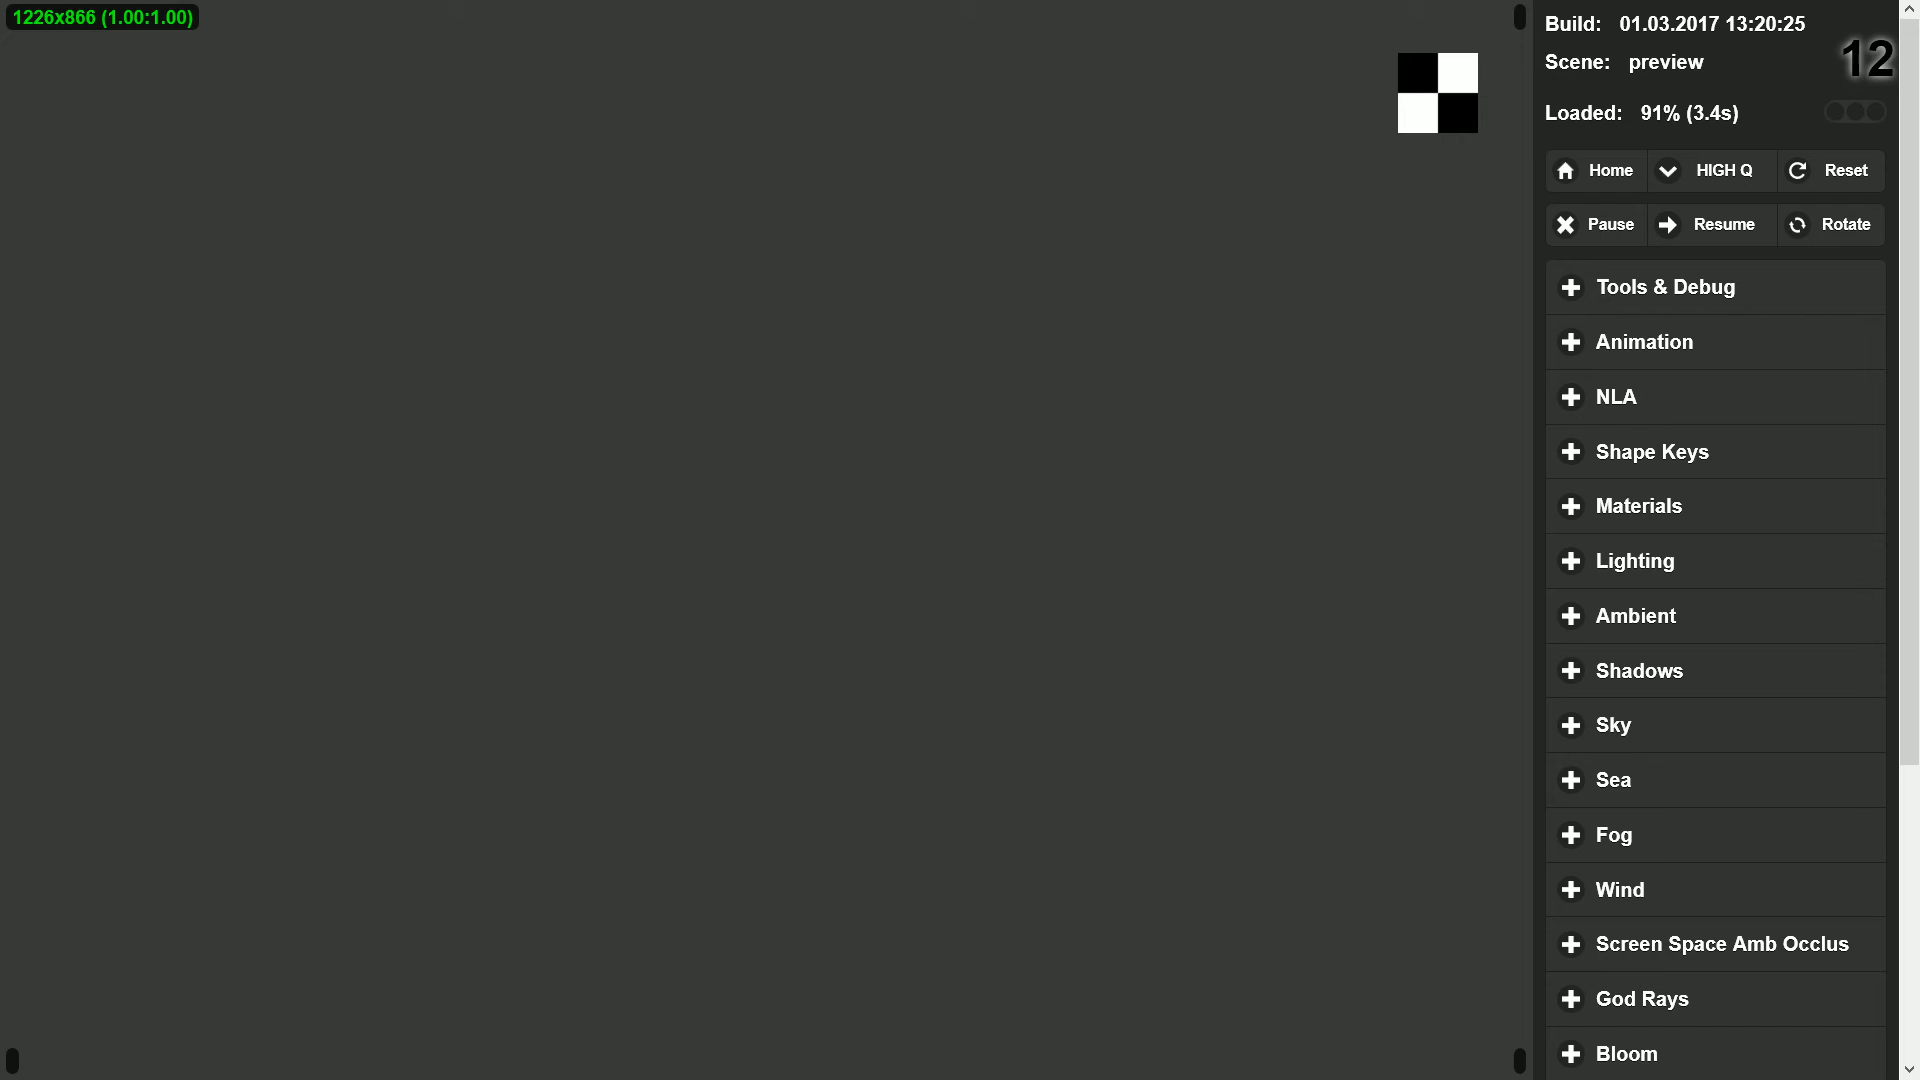 1226x866 (1.00:1.00)
Build: 01.03.2017 13:20:25
12
Scene: preview
Loaded: 91% (3.4s)
Home HIGH Q Reset
Pause Resume Rotate
Tools & Debug
Animation
NLA
Shape Keys
Materials
Lighting
Ambient
Shadows
Sky
Sea
Fog
Wind
Screen Space Amb Occlus
God Rays
Bloom